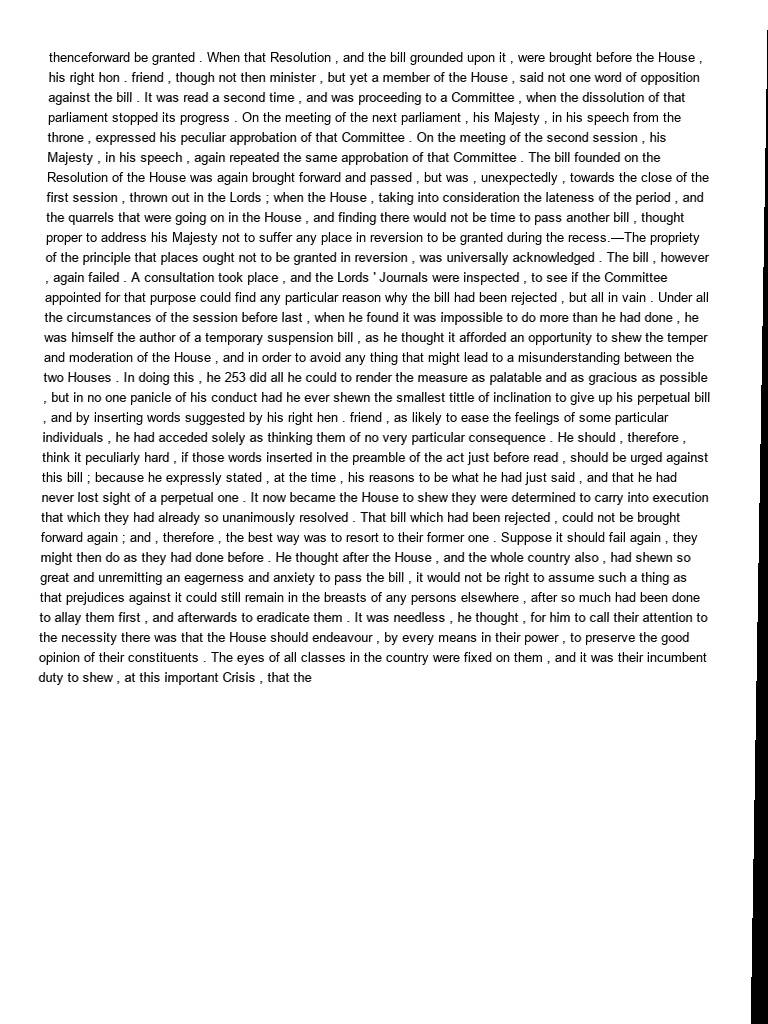 thenceforward be granted . When that Resolution , and the bill grounded upon it , were brought before the House ,
his right hon . friend , though not then minister , but yet a member of the House , said not one word of opposition
against the bill . It was read a second time , and was proceeding to a Committee , when the dissolution of that
parliament stopped its progress . On the meeting of the next parliament , his Majesty , in his speech from the
throne , expressed his peculiar approbation of that Committee . On the meeting of the second session , his
Majesty , in his speech , again repeated the same approbation of that Committee . The bill founded on the
Resolution of the House was again brought forward and passed , but was , unexpectedly , towards the close of the
first session , thrown out in the Lords ; when the House , taking into consideration the lateness of the period , and
the quarrels that were going on in the House , and finding there would not be time to pass another bill , thought
proper to address his Majesty not to suffer any place in reversion to be granted during the recess.—The propriety
of the principle that places ought not to be granted in reversion , was universally acknowledged . The bill , however
, again failed . A consultation took place , and the Lords ' Journals were inspected , to see if the Committee
appointed for that purpose could find any particular reason why the bill had been rejected , but all in vain . Under all
the circumstances of the session before last , when he found it was impossible to do more than he had done , he
was himself the author of a temporary suspension bill , as he thought it afforded an opportunity to shew the temper
and moderation of the House , and in order to avoid any thing that might lead to a misunderstanding between the
two Houses . In doing this , he 253 did all he could to render the measure as palatable and as gracious as possible
, but in no one panicle of his conduct had he ever shewn the smallest tittle of inclination to give up his perpetual bill
, and by inserting words suggested by his right hen . friend , as likely to ease the feelings of some particular
individuals , he had acceded solely as thinking them of no very particular consequence . He should , therefore ,
think it peculiarly hard , if those words inserted in the preamble of the act just before read , should be urged against
this bill ; because he expressly stated , at the time , his reasons to be what he had just said , and that he had
never lost sight of a perpetual one . It now became the House to shew they were determined to carry into execution
that which they had already so unanimously resolved . That bill which had been rejected , could not be brought
forward again ; and , therefore , the best way was to resort to their former one . Suppose it should fail again , they
might then do as they had done before . He thought after the House , and the whole country also , had shewn so
great and unremitting an eagerness and anxiety to pass the bill , it would not be right to assume such a thing as
that prejudices against it could still remain in the breasts of any persons elsewhere , after so much had been done
to allay them first , and afterwards to eradicate them . It was needless , he thought , for him to call their attention to
the necessity there was that the House should endeavour , by every means in their power , to preserve the good
opinion of their constituents . The eyes of all classes in the country were fixed on them , and it was their incumbent
duty to shew , at this important Crisis , that the